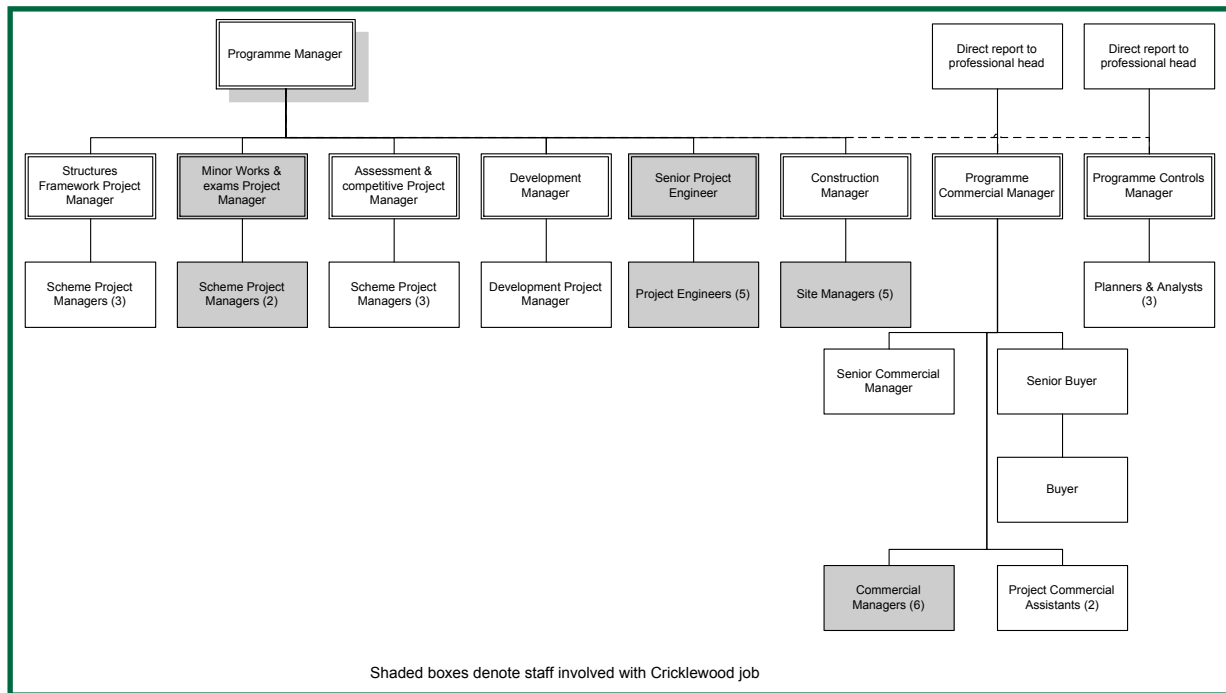 Programme Manager
Direct report to
professional head
Direct report to
professional head
Structures
Framework Project
Manager
Minor Works &
exams Project
Manager
Assessment &
competitive Project
Manager
Development
Manager
Senior Project
Engineer
Construction
Manager
Programme
Commercial Manager
Programme Controls
Manager
Scheme Project
Managers (3)
Scheme Project
Managers (2)
Scheme Project
Managers (3)
Development Project
Manager
Project Engineers (5)
Site Managers (5)
Planners & Analysts
(3)
Senior Commercial
Manager
Senior Buyer
Buyer
Commercial
Managers (6)
Project Commercial
Assistants (2)
Shaded boxes denote staff involved with Cricklewood job